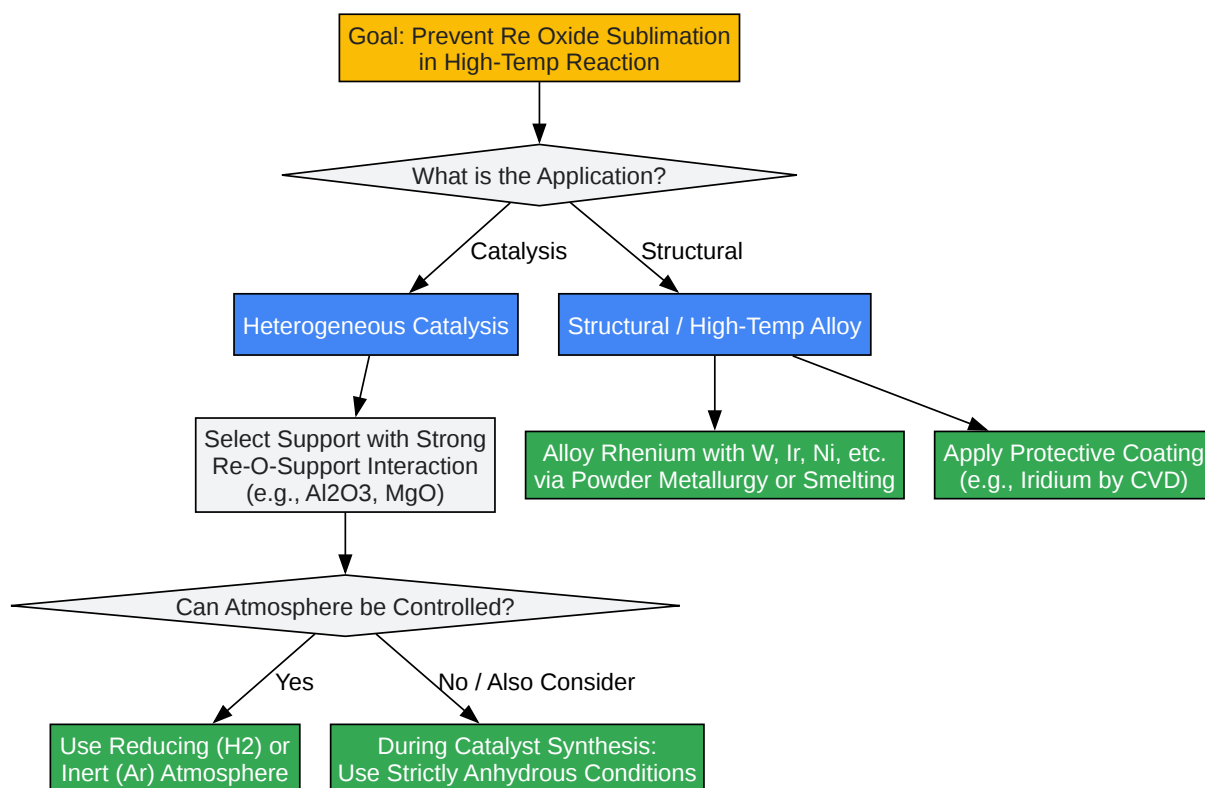 Goal: Prevent Re Oxide Sublimation
in High-Temp Reaction
What is the Application?
Catalysis
Structural
Heterogeneous Catalysis
Structural / High-Temp Alloy
Select Support with Strong
Re-O-Support Interaction
(e.g., Al2O3, MgO)
Alloy Rhenium with W, Ir, Ni, etc.
via Powder Metallurgy or Smelting
Apply Protective Coating
(e.g., Iridium by CVD)
Can Atmosphere be Controlled?
Yes
No / Also Consider
Use Reducing (H2) or
Inert (Ar) Atmosphere
During Catalyst Synthesis:
Use Strictly Anhydrous Conditions